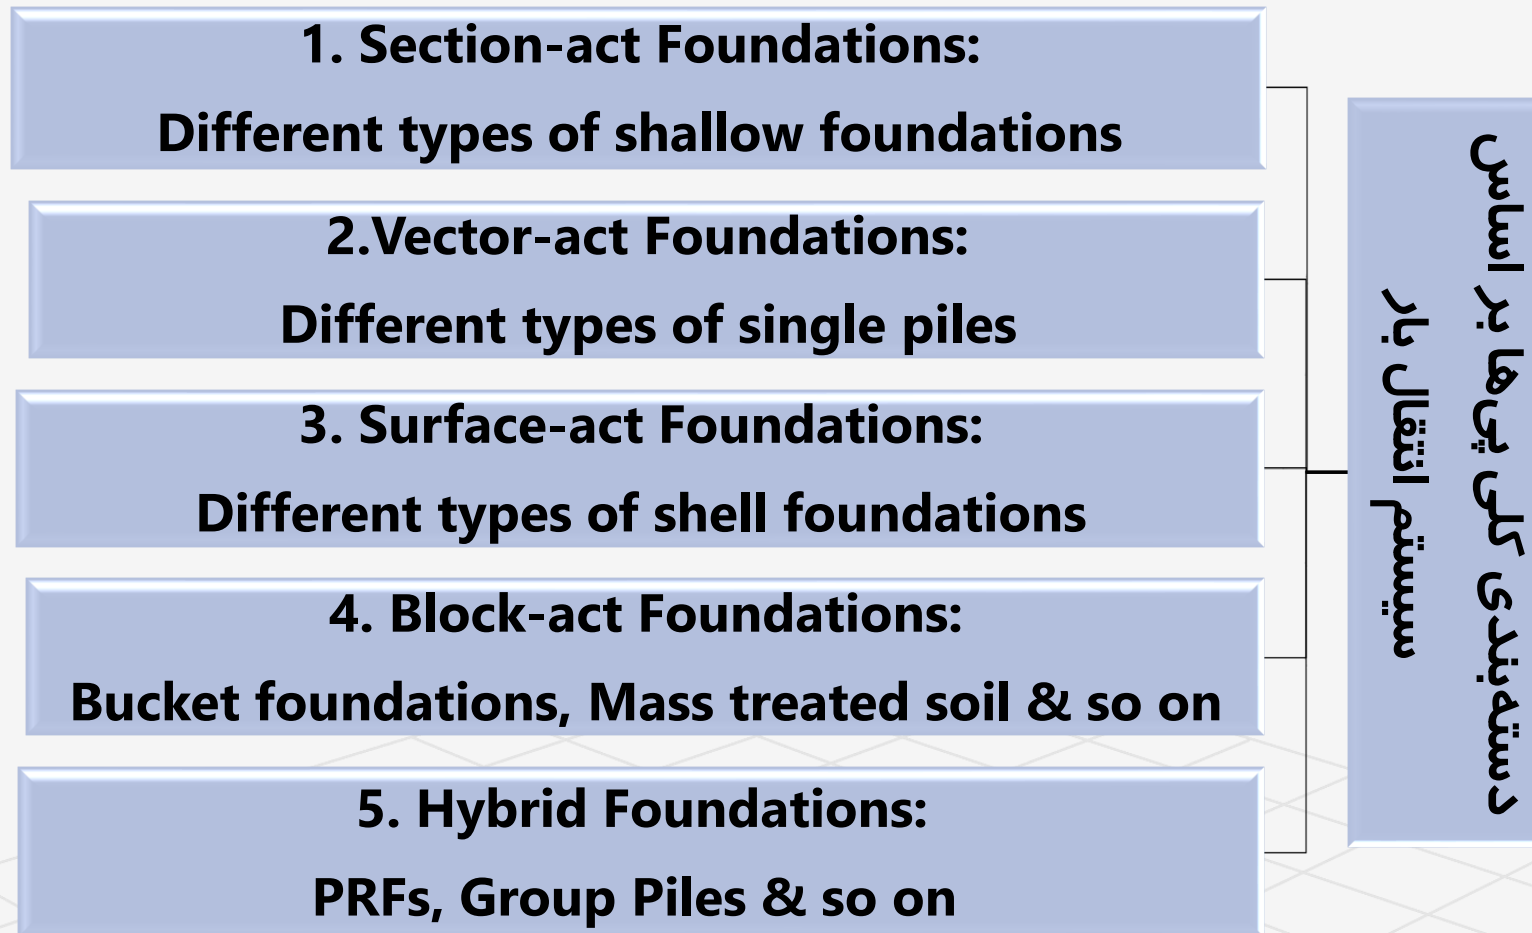 1. Section-act Foundations:
Different types of shallow foundations
2.Vector-act Foundations:
Different types of single piles
3. Surface-act Foundations:
Different types of shell foundations
4. Block-act Foundations:
Bucket foundations, Mass treated soil & so on
5. Hybrid Foundations:
PRFs, Group Piles & so on
دسته‌بندی کلی پی‌ها بر اساس
سیستم انتقال بار